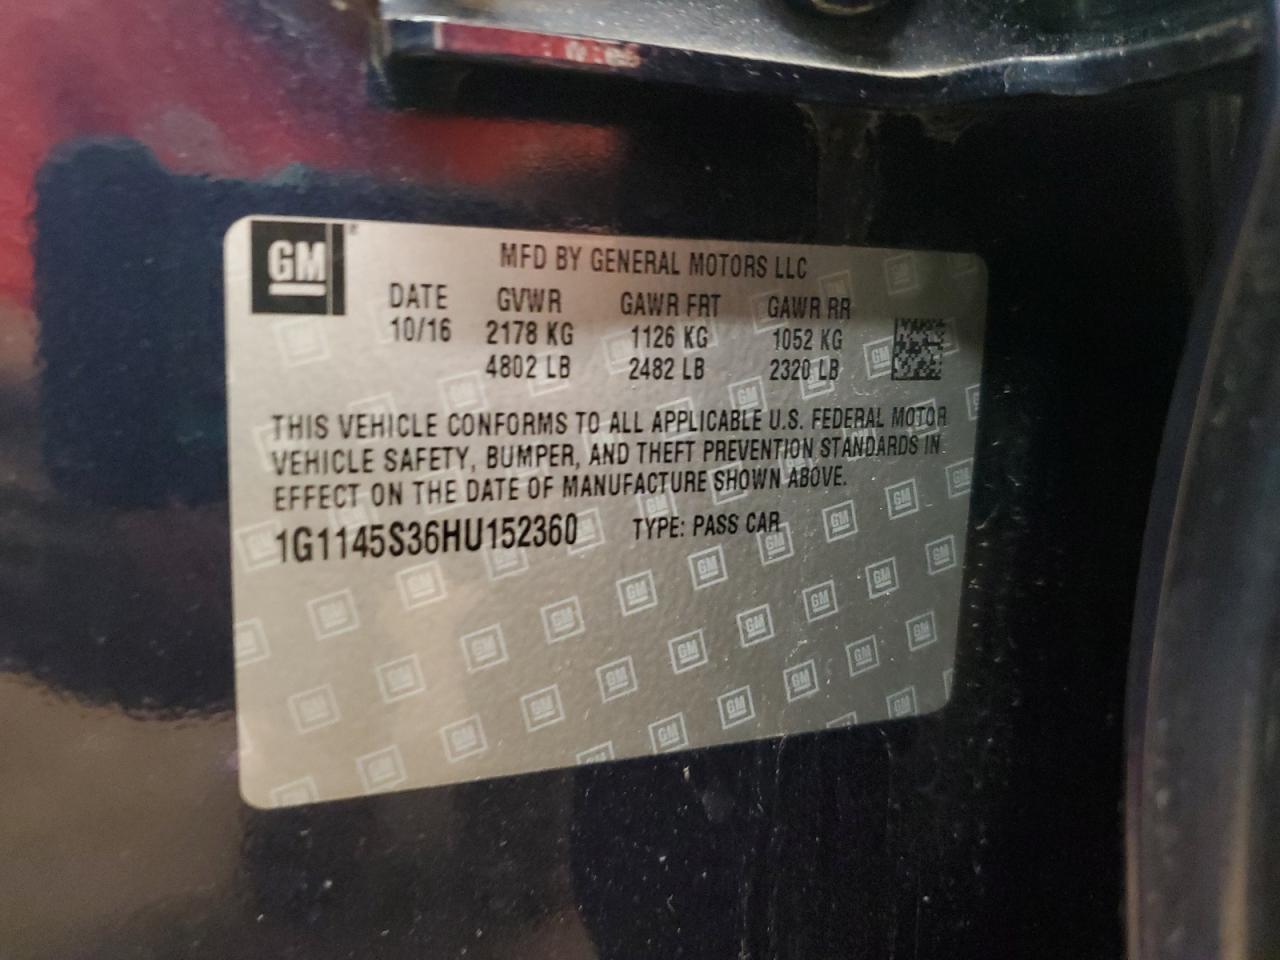 GM
MFD BY GENERAL MOTORS LLC
DATE GVWR GAWR FRT GAWR RR
10/16 2178 KG 1126 KG 1052 KG
4802 LB 2482 LB 2320 LB
THIS VEHICLE CONFORMS TO ALL APPLICABLE U.S. FEDERAL MOTOR
VEHICLE SAFETY, BUMPER, AND THEFT PREVENTION STANDARDS IN
EFFECT ON THE DATE OF MANUFACTURE SHOWN ABOVE.
1G1145S36HU152360 TYPE: PASS CAR